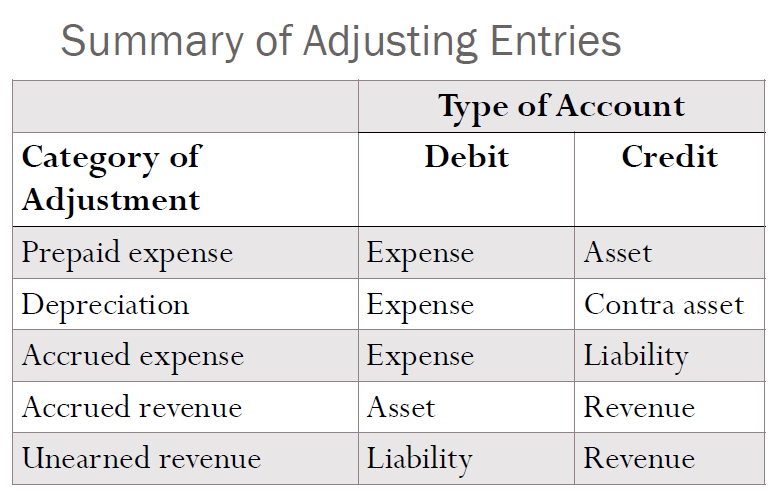 Summary of Adjusting Entries
Type of Account
Category of Debit Credit
Adjustment
Prepaid expense Expense Asset
Depreciation Expense Contra asset
Accrued expense Expense Liability
Accrued revenue Asset Revenue
Unearned revenue Liability Revenue